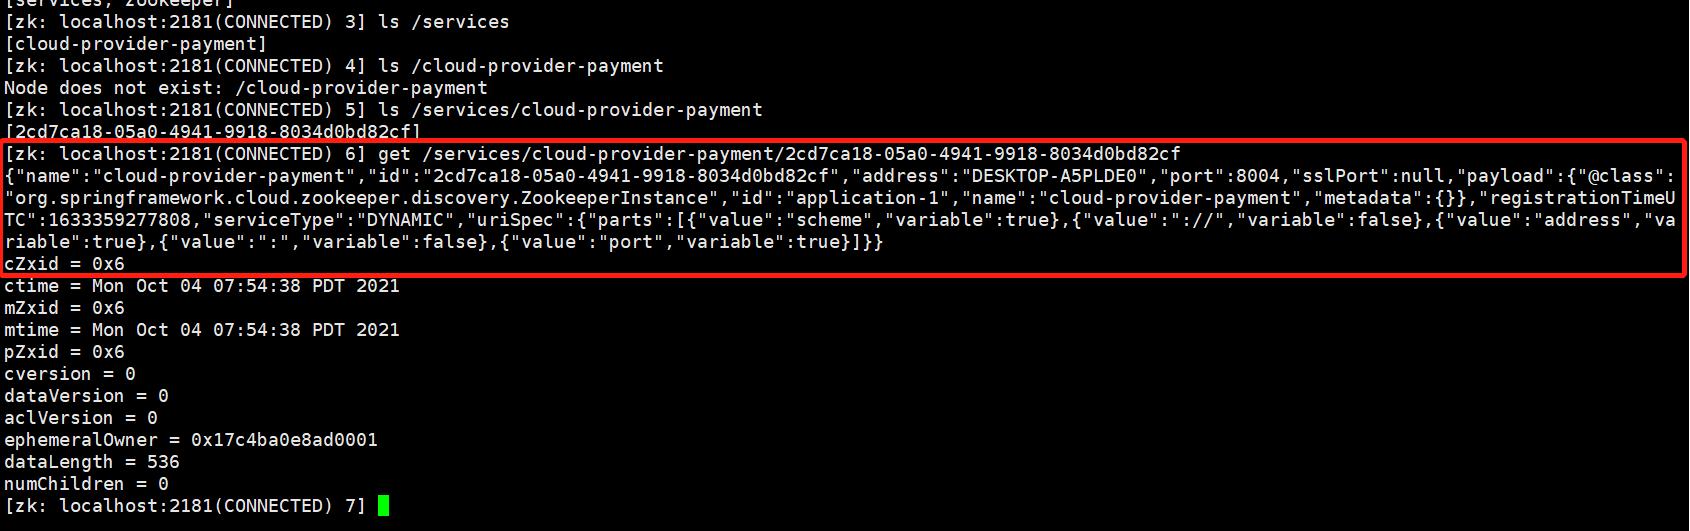 [services, zookeeper]
[zk: localhost:2181(CONNECTED) 3] ls /services
[cloud-provider-payment]
[zk: localhost:2181(CONNECTED) 4] ls /cloud-provider-payment
Node does not exist: /cloud-provider-payment
[zk: localhost:2181(CONNECTED) 5] ls /services/cloud-provider-payment
[2cd7ca18-05a0-4941-9918-8034d0bd82cf]
[zk: localhost:2181(CONNECTED) 6] get /services/cloud-provider-payment/2cd7ca18-05a0-4941-9918-8034d0bd82cf
{"name":"cloud-provider-payment","id":"2cd7ca18-05a0-4941-9918-8034d0bd82cf","address":"DESKTOP-A5PLDE0","port":8004,"sslPort":null,"payload":{"@class":
"org.springframework.cloud.zookeeper.discovery.ZookeeperInstance","id":"application-1","name":"cloud-provider-payment","metadata":{}},"registrationTimeU
TC":1633359277808,"serviceType":"DYNAMIC","uriSpec":{"parts":[{"value":"scheme","variable":true},{"value":"://","variable":false},{"value":"address","va
riable":true},{"value":":","variable":false},{"value":"port","variable":true}]}}
cZxid = 0x6
ctime = Mon Oct 04 07:54:38 PDT 2021
mZxid = 0x6
mtime = Mon Oct 04 07:54:38 PDT 2021
pZxid = 0x6
cversion = 0
dataVersion = 0
aclVersion = 0
ephemeralOwner = 0x17c4ba0e8ad0001
dataLength = 536
numChildren = 0
[zk: localhost:2181(CONNECTED) 7]